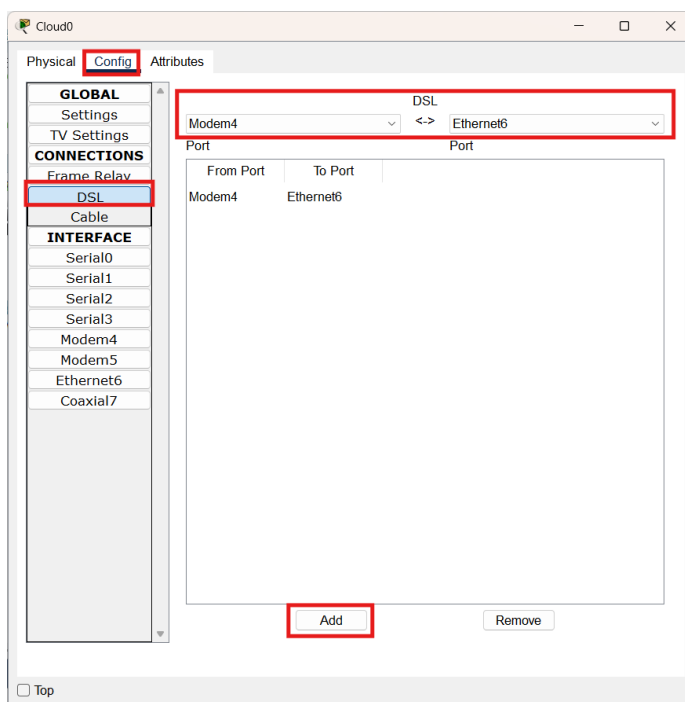 Cloud0
Physical Config Attributes
GLOBAL
Settings
TV Settings
CONNECTIONS
Frame Relay
DSL
Cable
INTERFACE
Serial0
Serial1
Serial2
Serial3
Modem4
Modem5
Ethernet6
Coaxial7
DSL
Modem4 <-> Ethernet6
Port Port
From Port To Port
Modem4 Ethernet6
Add Remove
Top